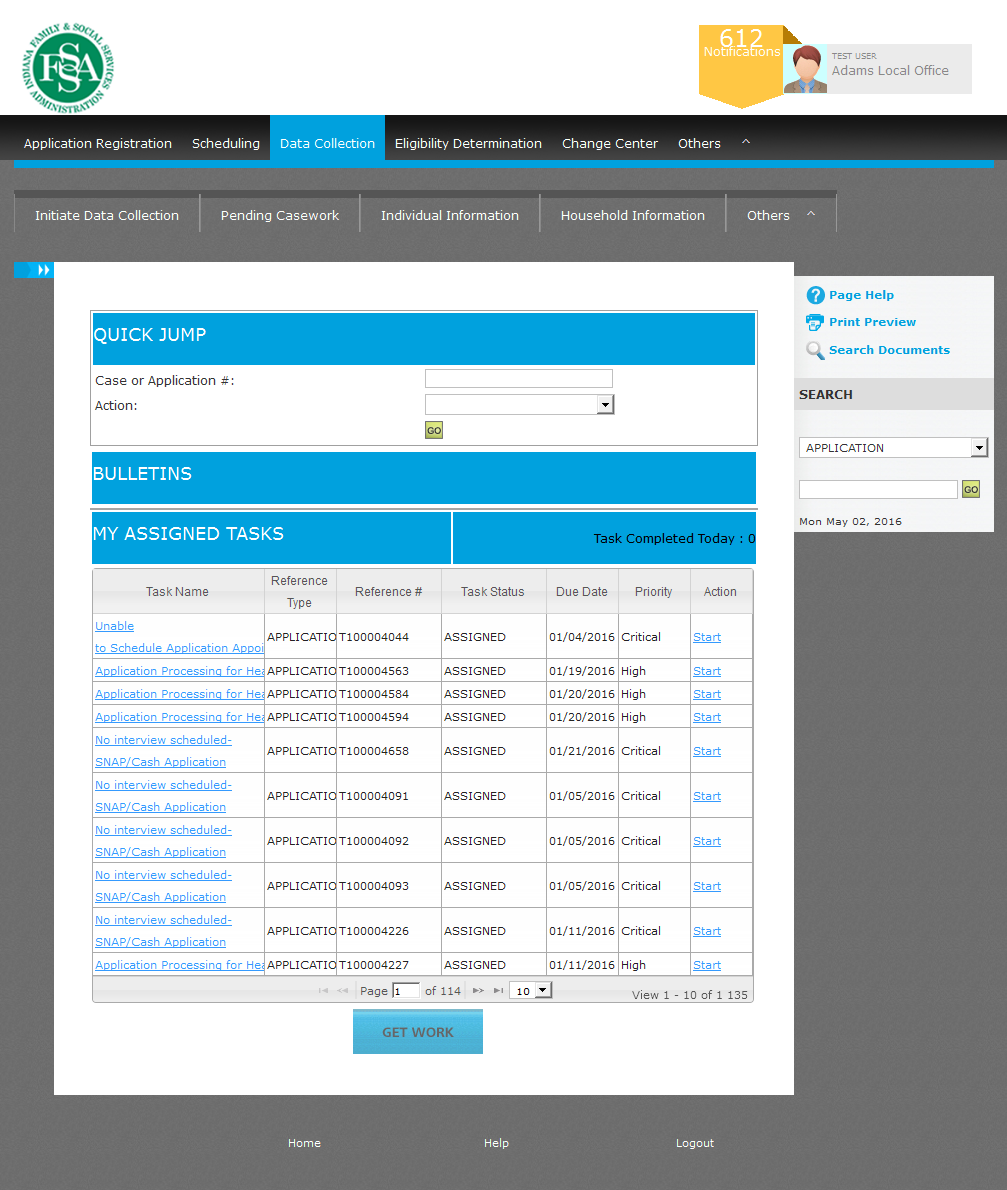 INDIANA FAMILY & SOCIAL SERVICES ADMINISTRATION
FSSA
612
Notifications
TEST USER
Adams Local Office
Application Registration Scheduling Data Collection Eligibility Determination Change Center Others
Initiate Data Collection Pending Casework Individual Information Household Information Others
Page Help
Print Preview
Search Documents
SEARCH
APPLICATION
GO
Mon May 02, 2016
QUICK JUMP
Case or Application #:
Action:
GO
BULLETINS
MY ASSIGNED TASKS Task Completed Today : 0
Task Name Reference Type Reference # Task Status Due Date Priority Action
Unable
to Schedule Application Appoi APPLICATIO T100004044 ASSIGNED 01/04/2016 Critical Start
Application Processing for Hea APPLICATIO T100004563 ASSIGNED 01/19/2016 High Start
Application Processing for Hea APPLICATIO T100004584 ASSIGNED 01/20/2016 High Start
Application Processing for Hea APPLICATIO T100004594 ASSIGNED 01/20/2016 High Start
No interview scheduled-
SNAP/Cash Application APPLICATIO T100004658 ASSIGNED 01/21/2016 Critical Start
No interview scheduled-
SNAP/Cash Application APPLICATIO T100004091 ASSIGNED 01/05/2016 Critical Start
No interview scheduled-
SNAP/Cash Application APPLICATIO T100004092 ASSIGNED 01/05/2016 Critical Start
No interview scheduled-
SNAP/Cash Application APPLICATIO T100004093 ASSIGNED 01/05/2016 Critical Start
No interview scheduled-
SNAP/Cash Application APPLICATIO T100004226 ASSIGNED 01/11/2016 Critical Start
Application Processing for Hea APPLICATIO T100004227 ASSIGNED 01/11/2016 High Start
Page 1 of 114 10 View 1 - 10 of 1 135
GET WORK
Home Help Logout